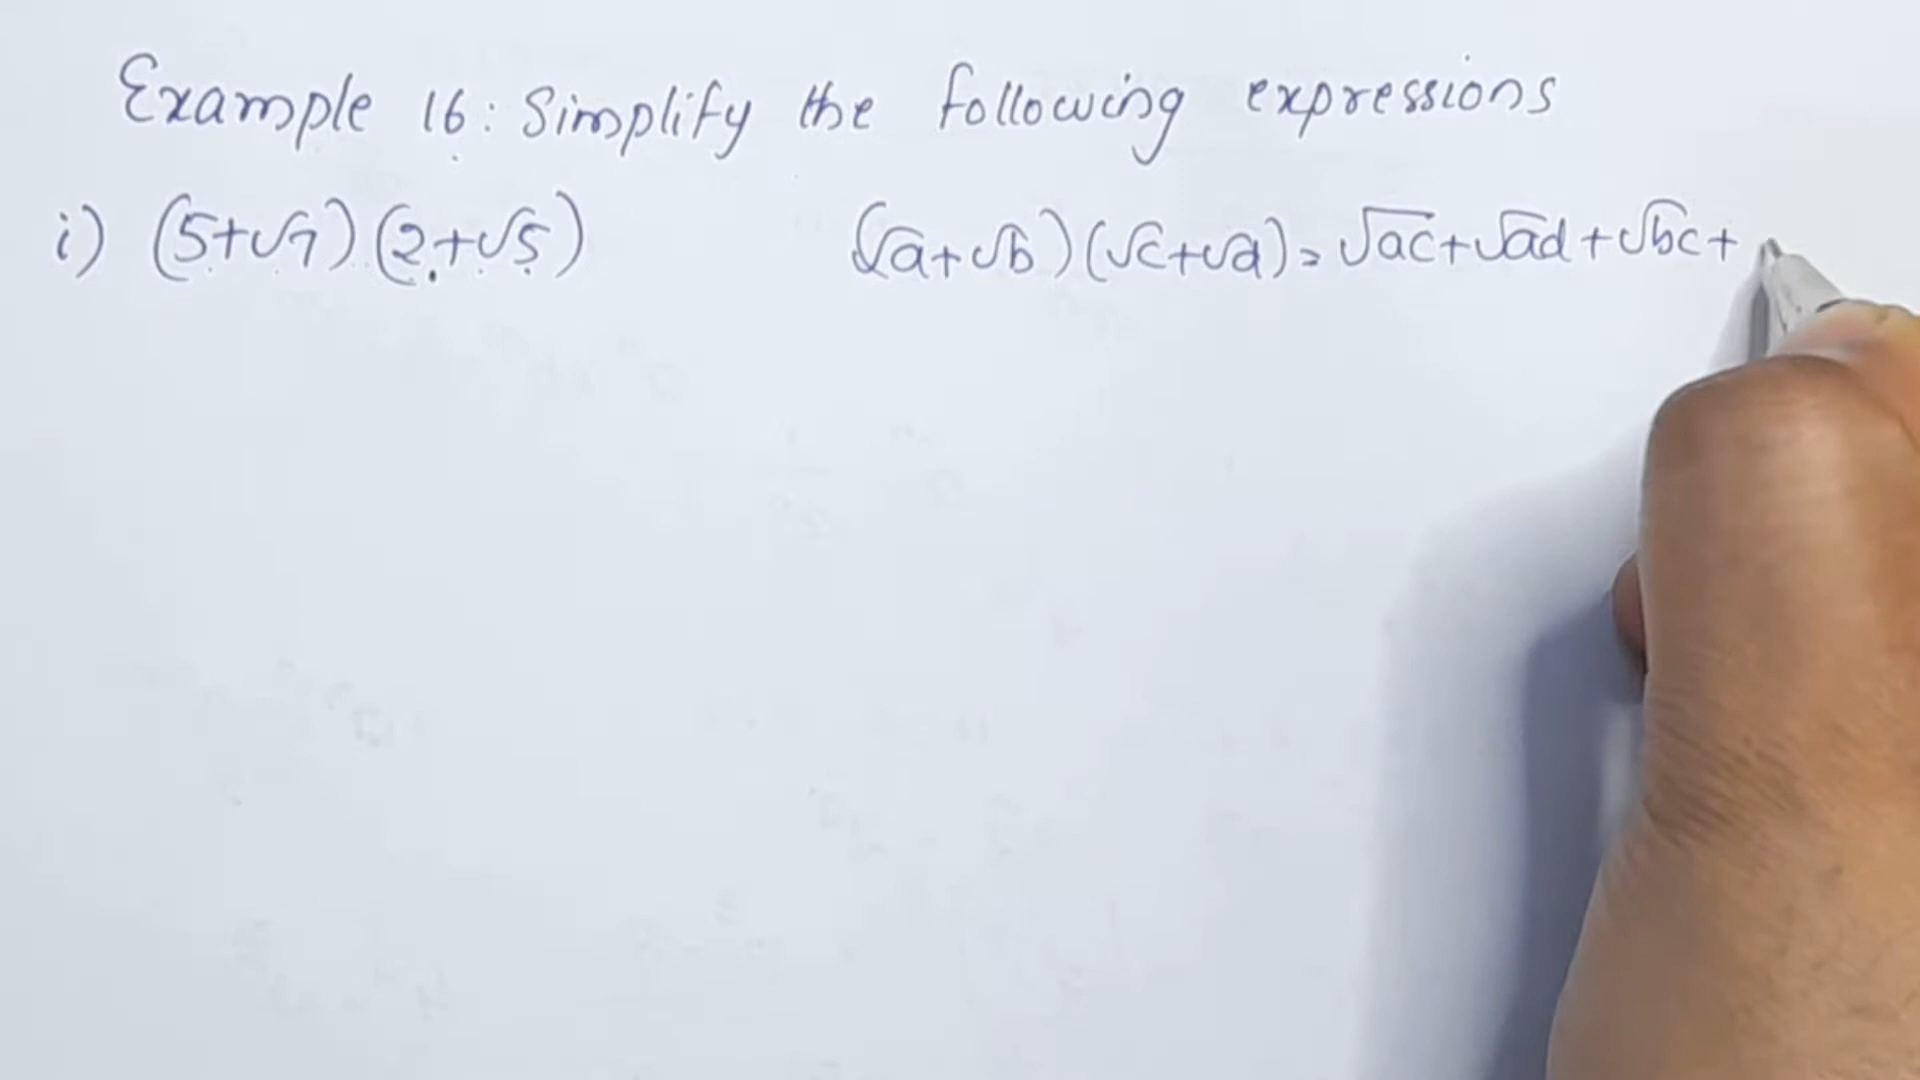 Example 16: Simplify the following expressions
i) (5+√7)(2+√5) (√a+√b)(√c+√d)=√ac+√ad+√bc+